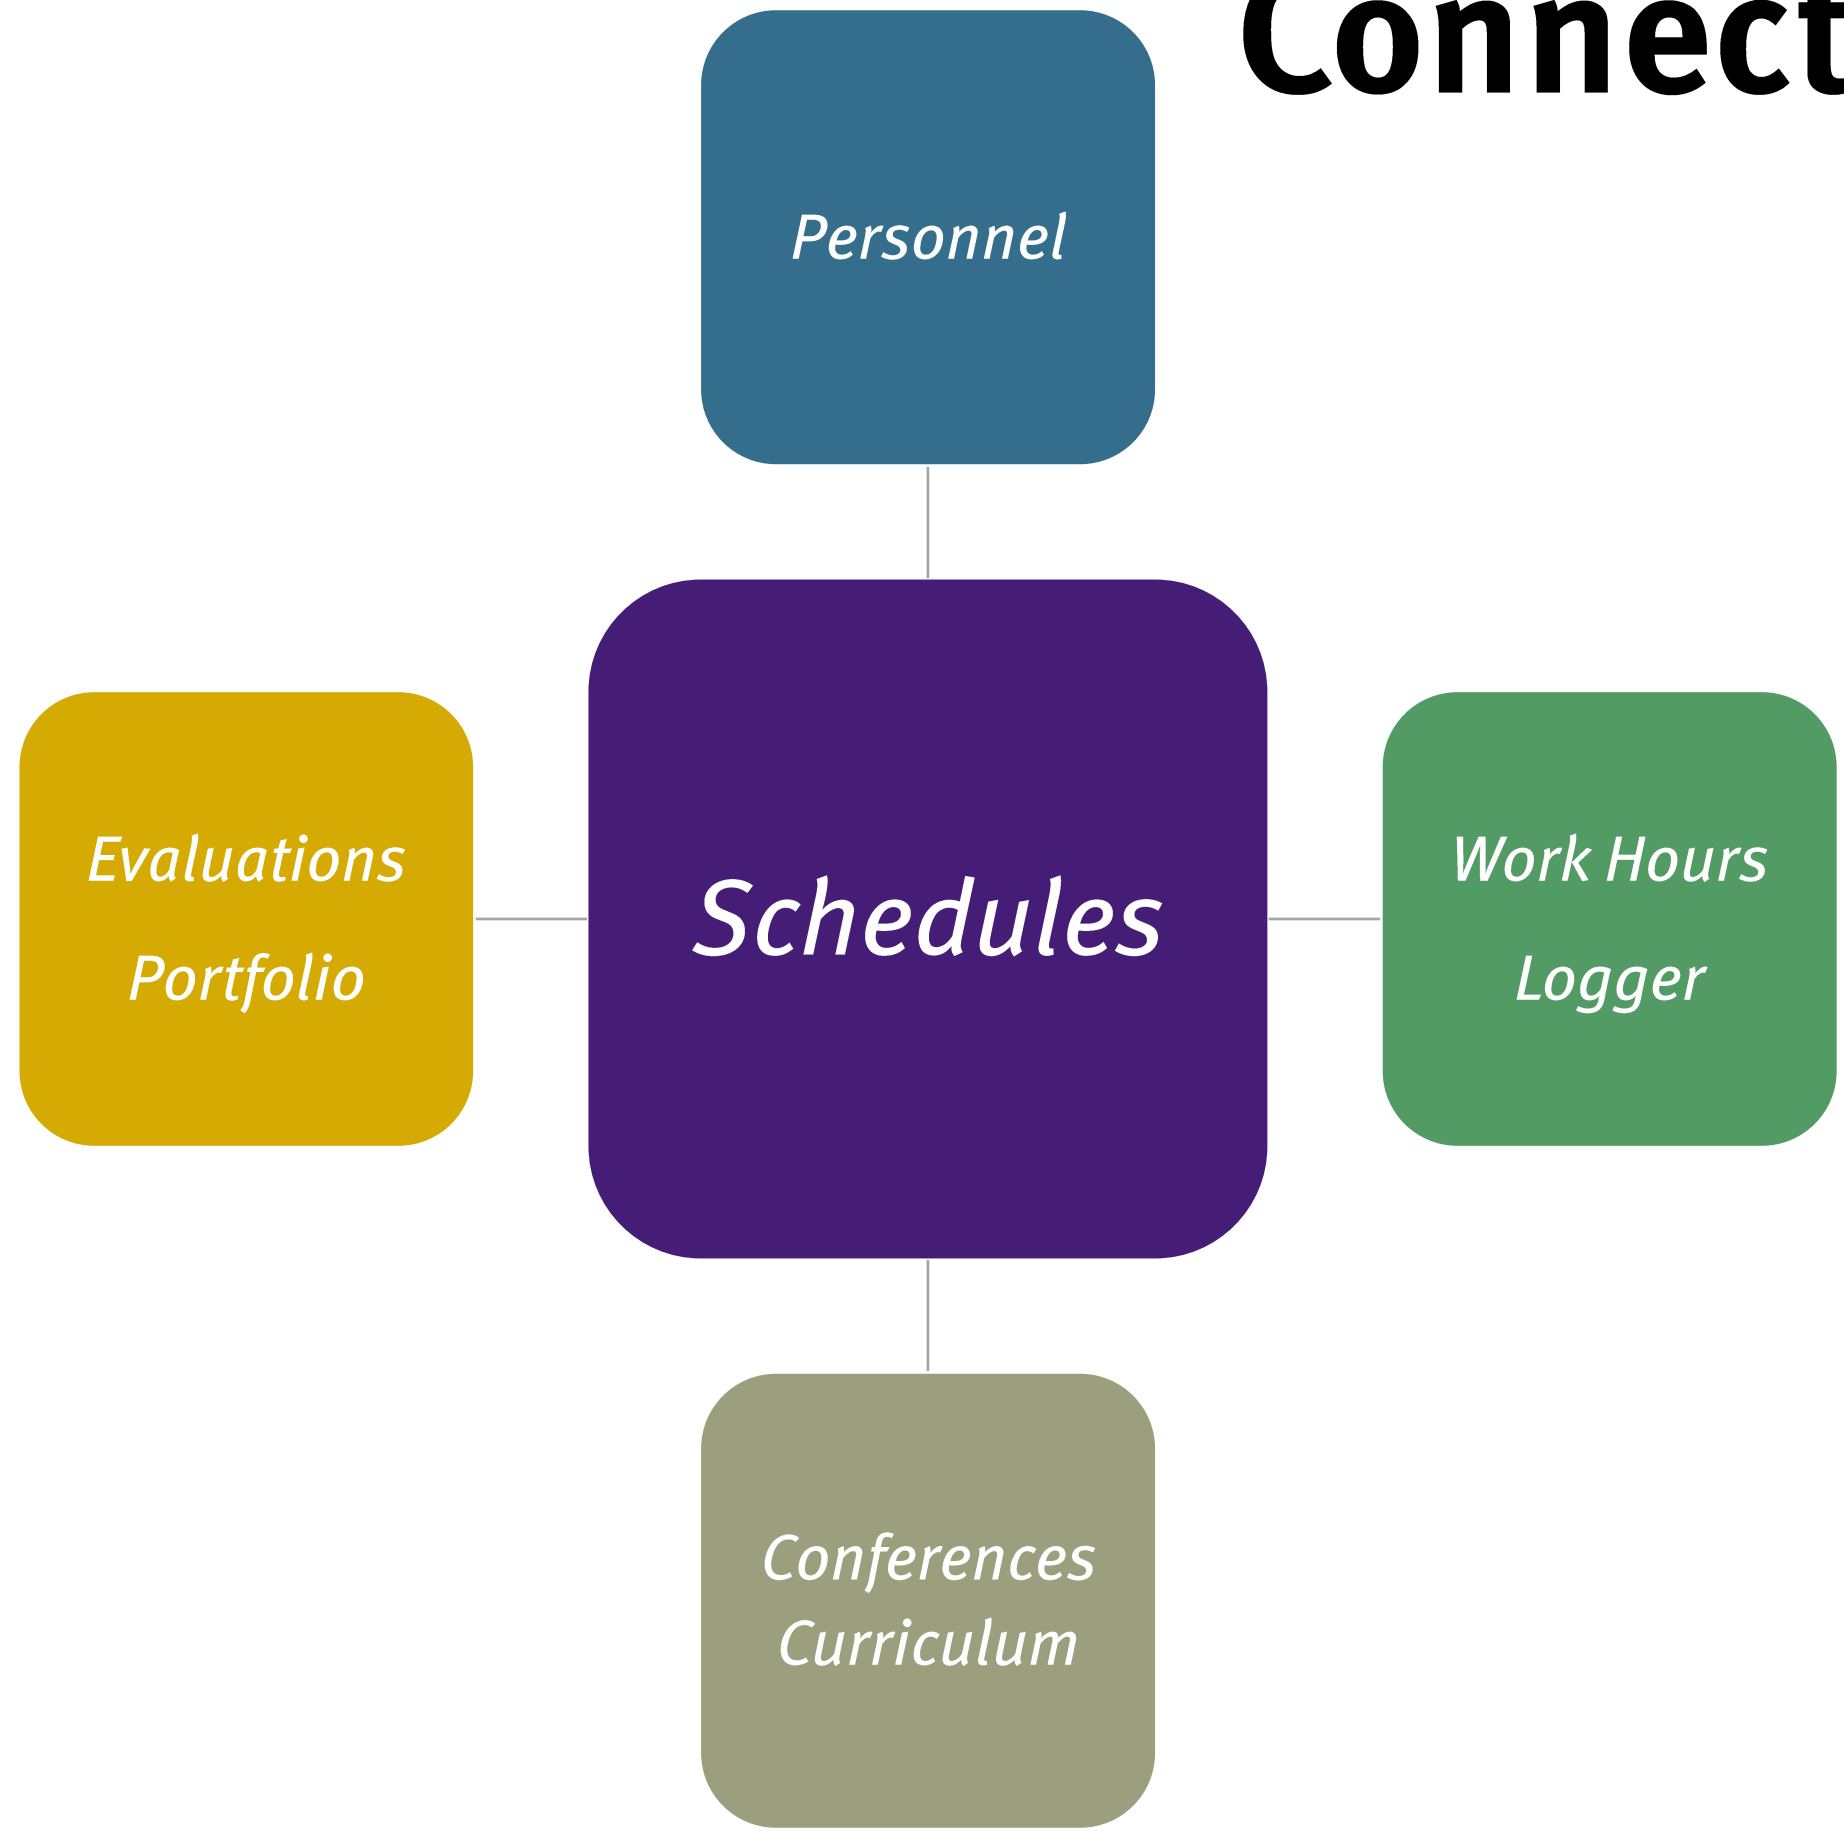 Connect
Personnel
Evaluations
Portfolio
Schedules
Work Hours
Logger
Conferences
Curriculum